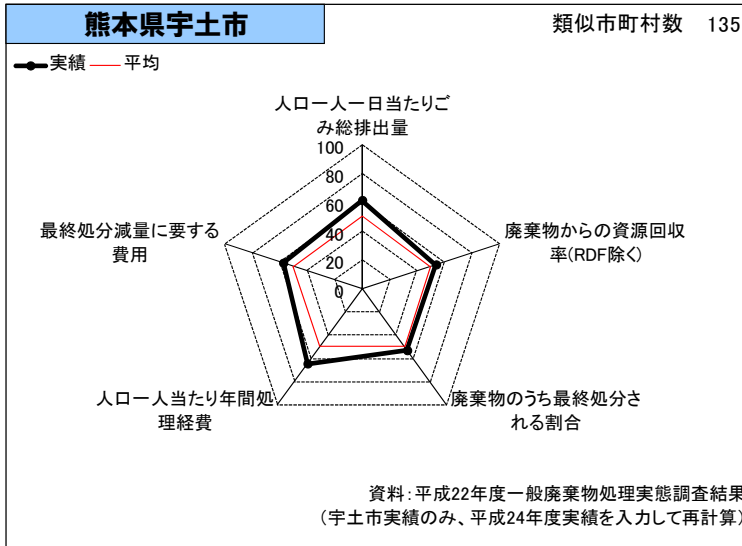 熊本県宇土市
類似市町村数 135
実績 平均
人口一人一日当たりご
み総排出量
100
80
60
40
20
0
最終処分減量に要する
費用
廃棄物からの資源回収
率(RDF除く)
人口一人当たり年間処
理経費
廃棄物のうち最終処分さ
れる割合
資料:平成22年度一般廃棄物処理実態調査結果
(宇土市実績のみ、平成24年度実績を入力して再計算)